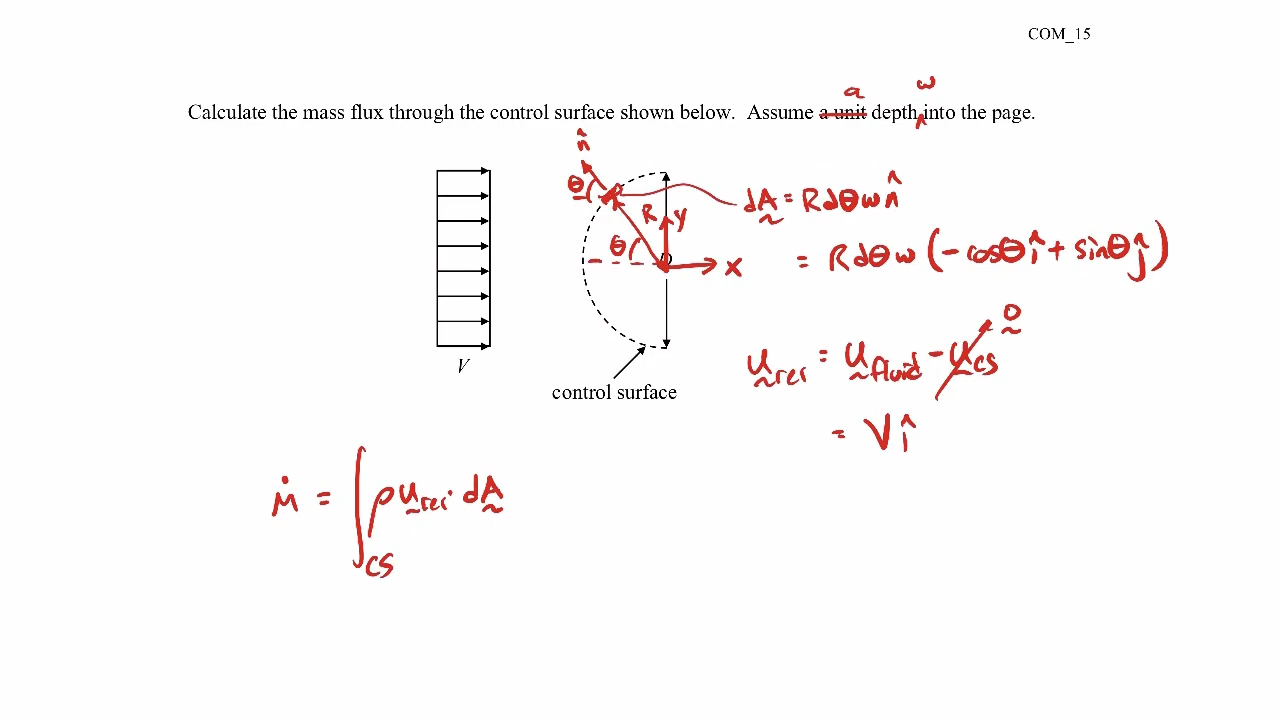 COM_15
a w
Calculate the mass flux through the control surface shown below. Assume a unit depth ^ into the page.
n̂
θ
R y
dA = R dθ w n̂
θ
x
= R dθ w (-cosθ î + sinθ ĵ)
0
u_rel = u_fluid - u_cs
V
control surface
= V î
ṁ = ∫_CS ρ u_rel · dA